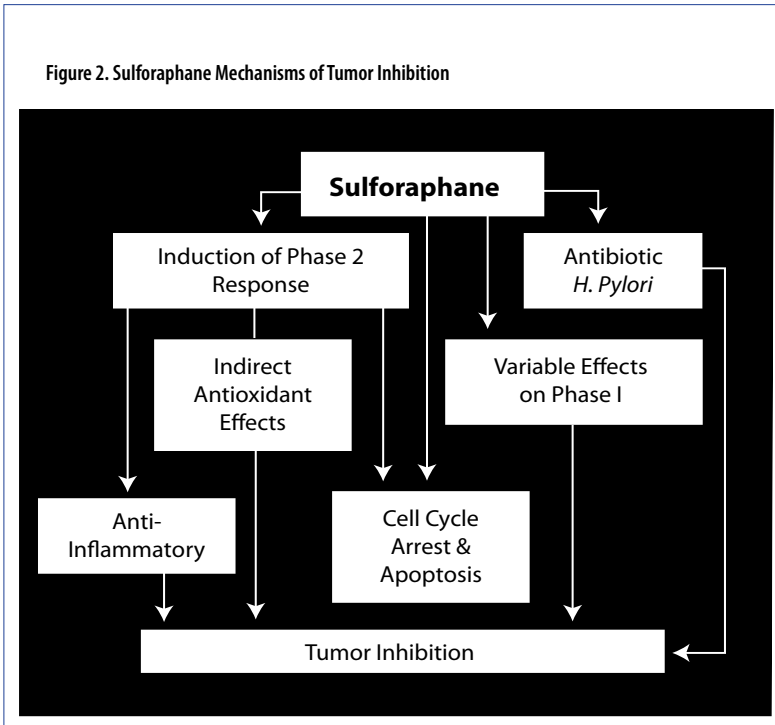 Figure 2. Sulforaphane Mechanisms of Tumor Inhibition
Sulforaphane
Induction of Phase 2
Response
Antibiotic
H. Pylori
Indirect
Antioxidant
Effects
Variable Effects
on Phase I
Anti-
Inflammatory
Cell Cycle
Arrest &
Apoptosis
Tumor Inhibition